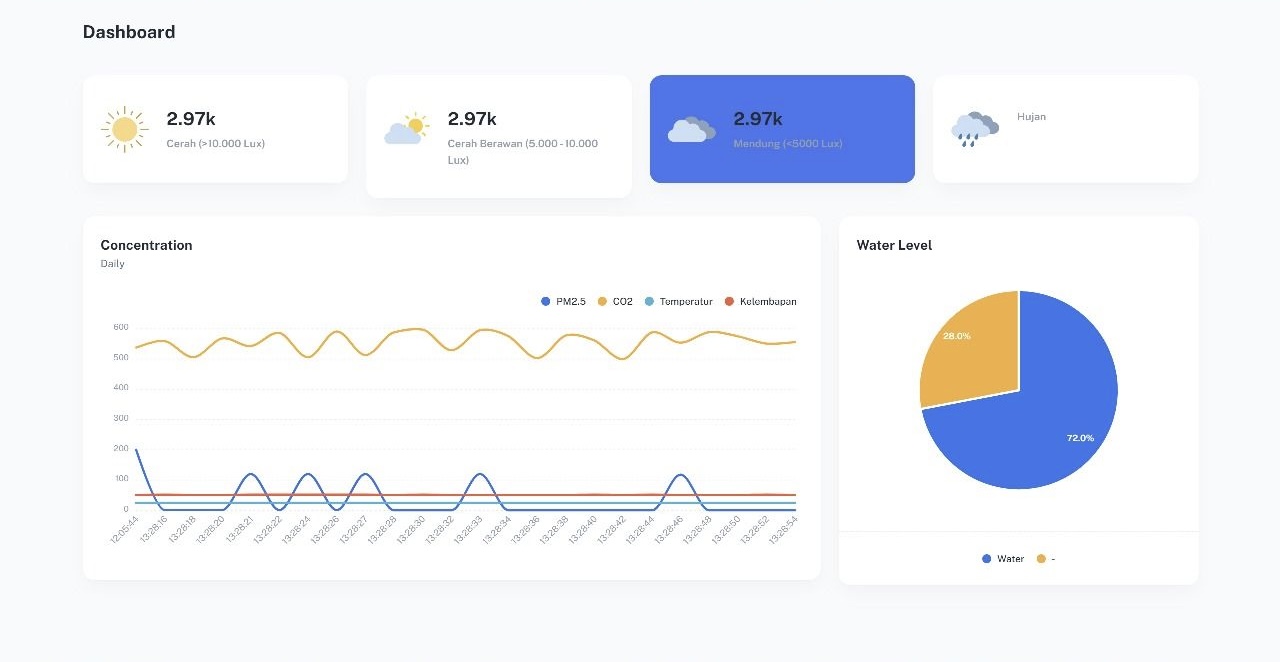 Dashboard
2.97k
Cerah (>10.000 Lux)
2.97k
Cerah Berawan (5.000 - 10.000
Lux)
2.97k
Mendung (<5000 Lux)
Hujan
Concentration
Daily
PM2.5 CO2 Temperatur Kelembapan
600
500
400
300
200
100
0
12:05:44 13:28:16 13:28:18 13:28:20 13:28:21 13:28:22 13:28:24 13:28:26 13:28:27 13:28:28 13:28:30 13:28:32 13:28:33 13:28:34 13:28:36 13:28:38 13:28:40 13:28:42 13:28:44 13:28:46 13:28:48 13:28:50 13:28:52 13:28:54
Water Level
28.0%
72.0%
Water -